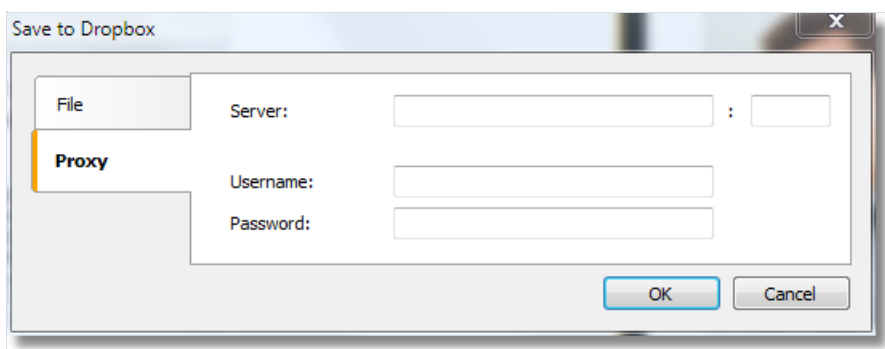 Save to Dropbox
X
File
Server: :
Proxy
Username:
Password:
OK Cancel